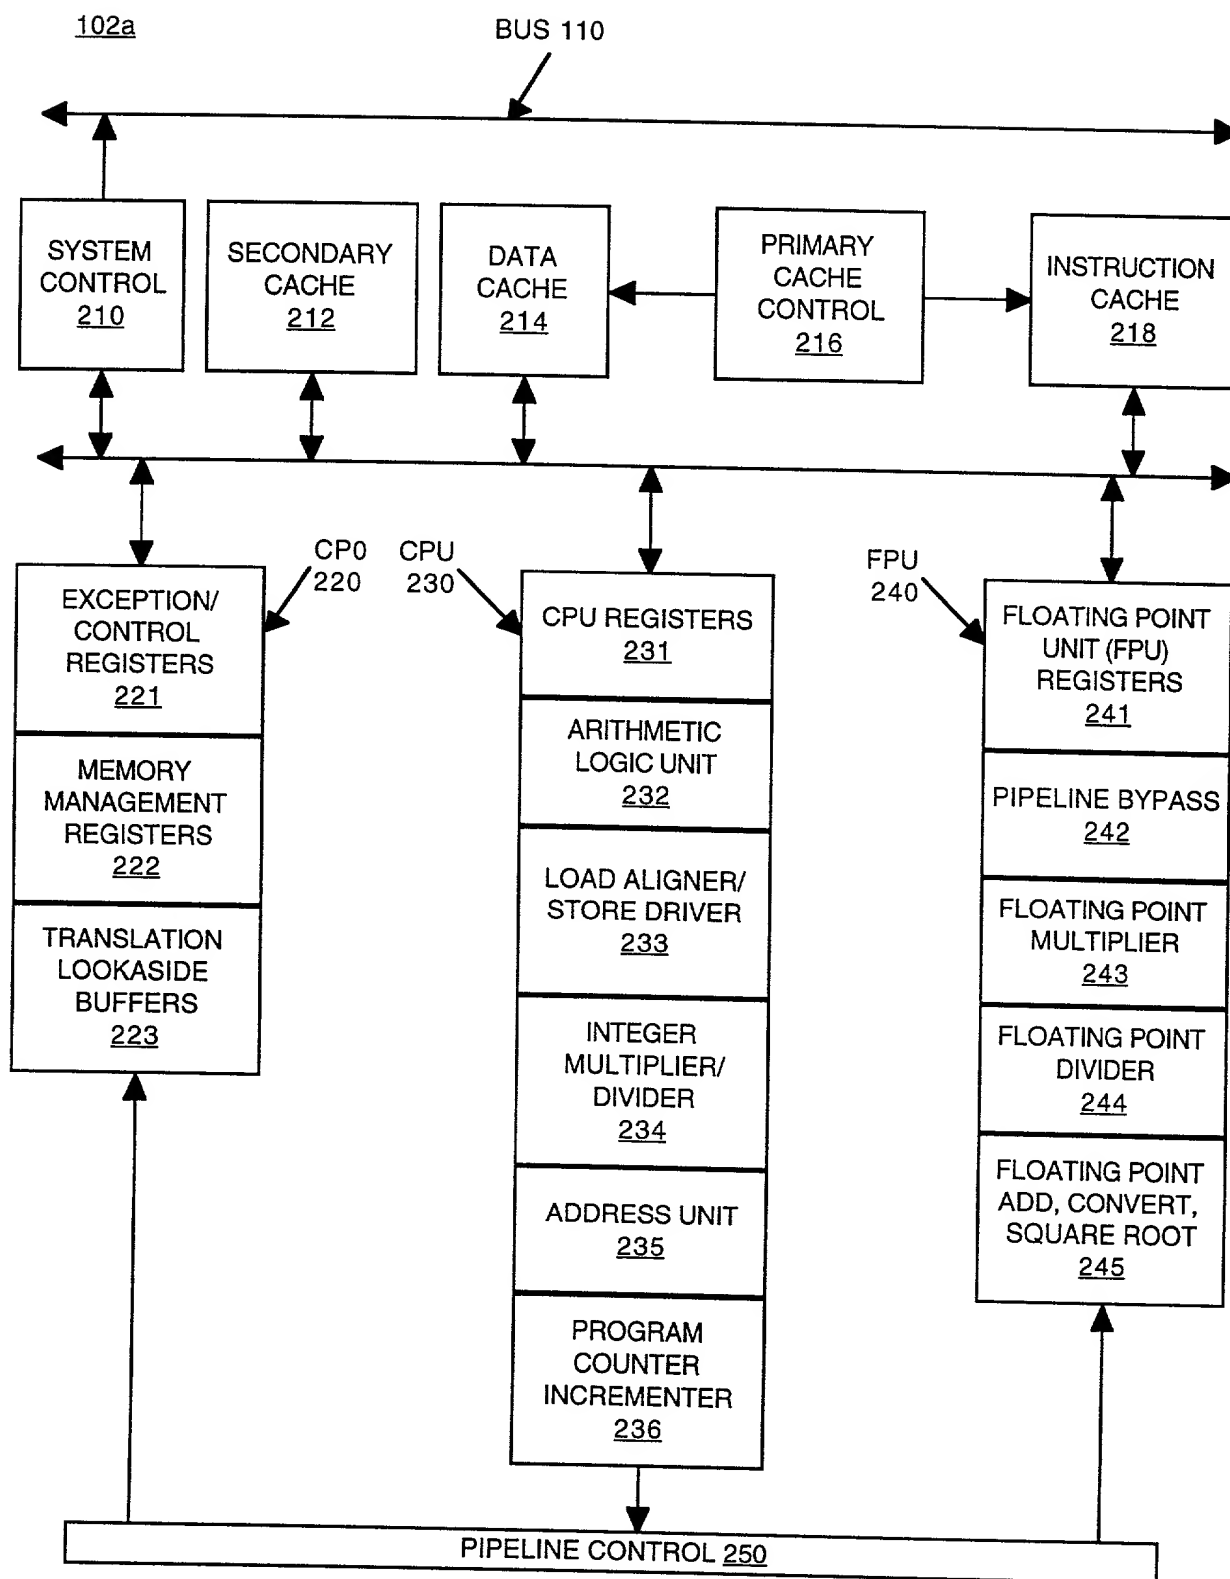 102a
BUS 110
SYSTEM
CONTROL
210
SECONDARY
CACHE
212
DATA
CACHE
214
PRIMARY
CACHE
CONTROL
216
INSTRUCTION
CACHE
218
CP0
220
CPU
230
FPU
240
EXCEPTION/
CONTROL
REGISTERS
221
MEMORY
MANAGEMENT
REGISTERS
222
TRANSLATION
LOOKASIDE
BUFFERS
223
CPU REGISTERS
231
ARITHMETIC
LOGIC UNIT
232
LOAD ALIGNER/
STORE DRIVER
233
INTEGER
MULTIPLIER/
DIVIDER
234
ADDRESS UNIT
235
PROGRAM
COUNTER
INCREMENTER
236
FLOATING POINT
UNIT (FPU)
REGISTERS
241
PIPELINE BYPASS
242
FLOATING POINT
MULTIPLIER
243
FLOATING POINT
DIVIDER
244
FLOATING POINT
ADD, CONVERT,
SQUARE ROOT
245
PIPELINE CONTROL 250